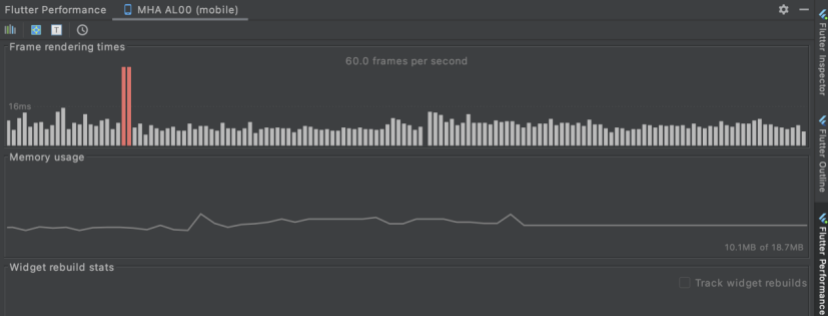 Flutter Performance
MHA AL00 (mobile)
T
Frame rendering times
60.0 frames per second
16ms
Memory usage
10.1MB of 18.7MB
Widget rebuild stats
Track widget rebuilds
Flutter Inspector
Flutter Outline
Flutter Performance